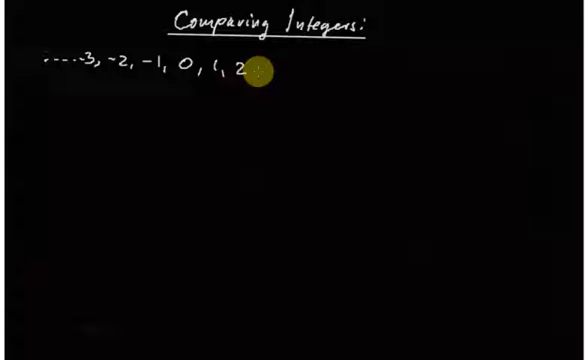 Comparing Integers:
.....-3, -2, -1, 0, 1, 2